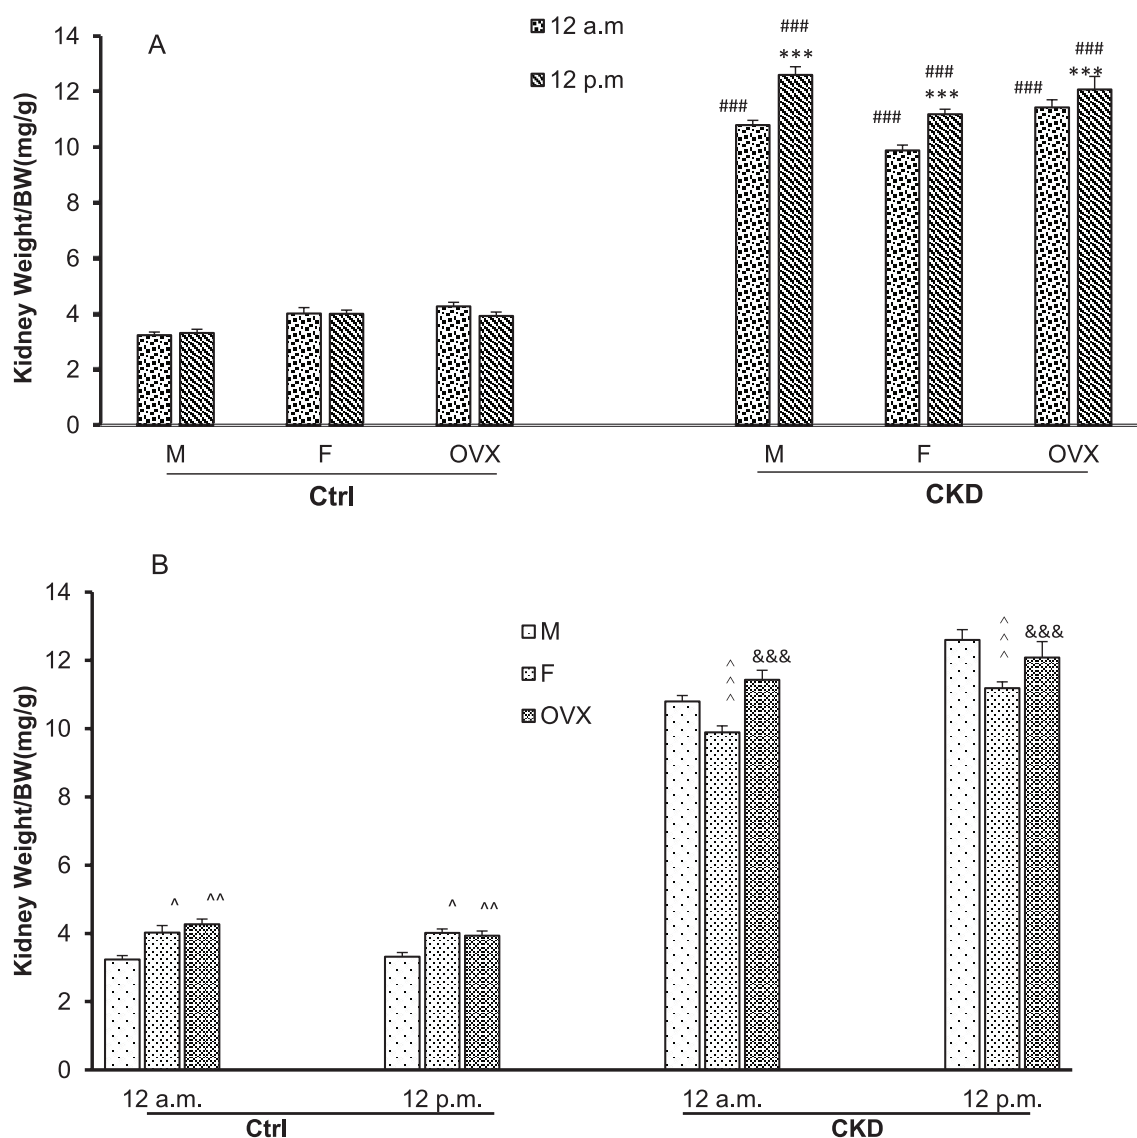 A
Kidney Weight/BW(mg/g)
14
12
10
8
6
4
2
0
12 a.m
12 p.m
###
***
###
###
***
###
###
***
###
M F OVX M F OVX
Ctrl CKD
B
Kidney Weight/BW(mg/g)
14
12
10
8
6
4
2
0
M
F
OVX
^ ^^ ^ ^^
^
^
^
&&&
^
^
^
&&&
12 a.m. 12 p.m. 12 a.m. 12 p.m.
Ctrl CKD